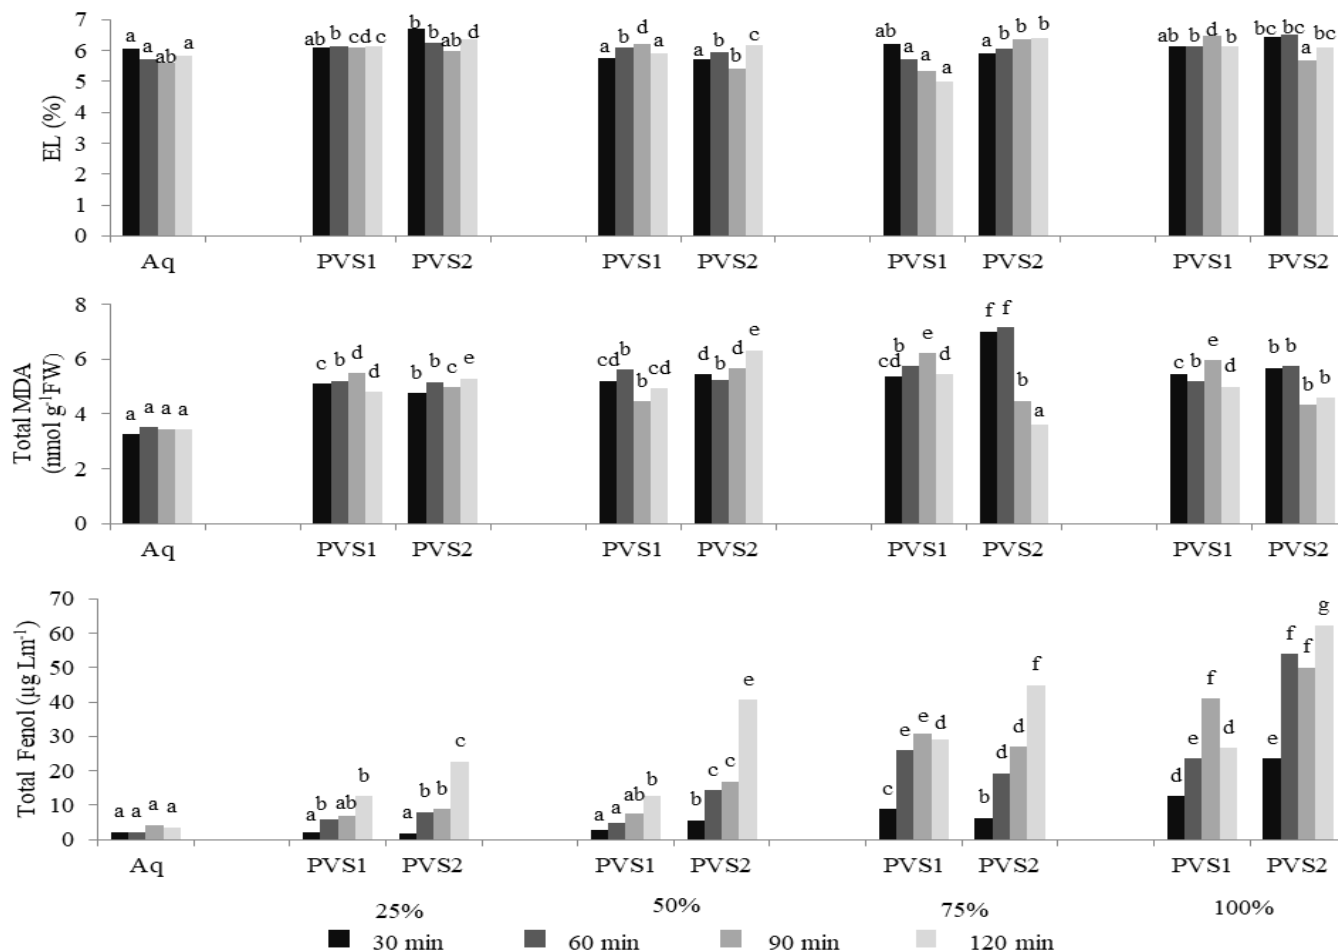 EL (%)
7
6
5
4
3
2
1
0
a a ab a
ab b cd c
b b ab d
a b d a
a b b c
ab a a a
a b b b
ab b d b
bc bc a bc
Aq PVS1 PVS2 PVS1 PVS2 PVS1 PVS2 PVS1 PVS2
Total MDA
(nmol g-1FW)
8
6
4
2
0
a a a a
c b d d
b b c e
cd b b cd
d b d e
cd b e d
f f b a
c b e d
b b b b
Aq PVS1 PVS2 PVS1 PVS2 PVS1 PVS2 PVS1 PVS2
Total Fenol (µg Lm-1)
70
60
50
40
30
20
10
0
a a a a
a b ab b
a b b c
a a ab b
b c c e
c e e d
b d d f
d e f d
e f f g
Aq PVS1 PVS2 PVS1 PVS2 PVS1 PVS2 PVS1 PVS2
25% 50% 75% 100%
30 min 60 min 90 min 120 min